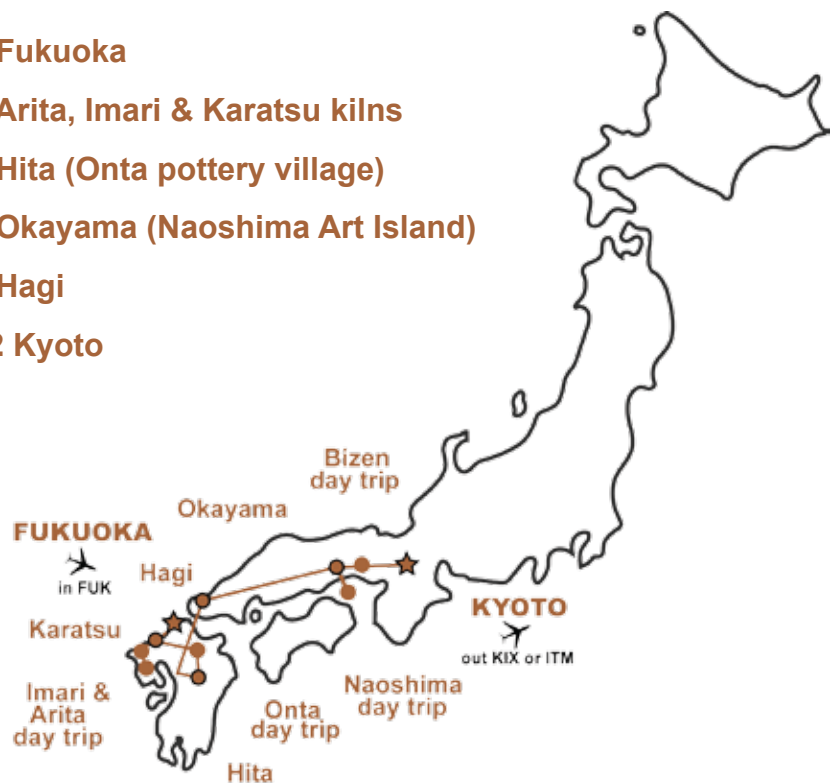 Fukuoka
Arita, Imari & Karatsu kilns
Hita (Onta pottery village)
Okayama (Naoshima Art Island)
Hagi
2 Kyoto
Bizen
day trip
Okayama
FUKUOKA
in FUK
Hagi
Karatsu
KYOTO
out KIX or ITM
Imari &
Arita
day trip
Onta
day trip
Naoshima
day trip
Hita